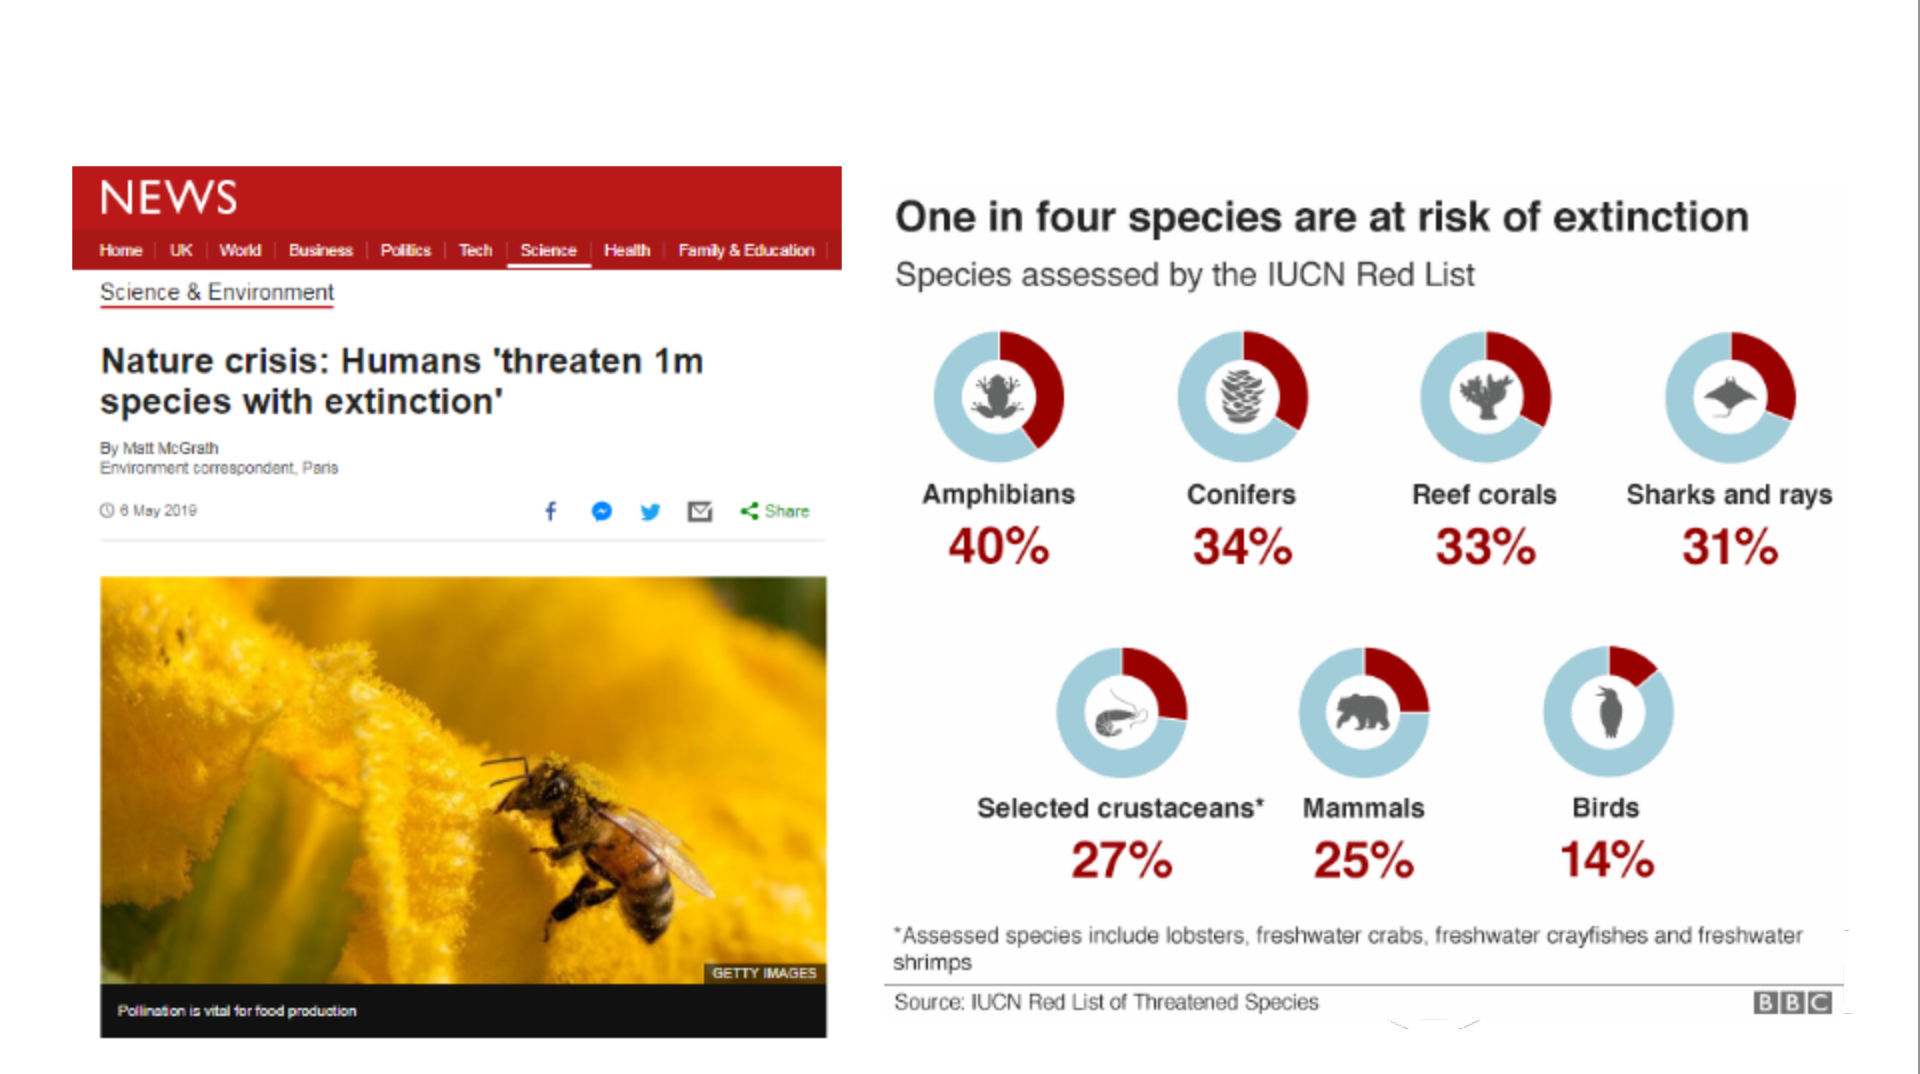 NEWS
Home UK World Business Politics Tech Science Health Family & Education
Science & Environment
Nature crisis: Humans 'threaten 1m
species with extinction'
By Matt McGrath
Environment correspondent, Paris
6 May 2019
f Share
GETTY IMAGES
Pollination is vital for food production
One in four species are at risk of extinction
Species assessed by the IUCN Red List
Amphibians Conifers Reef corals Sharks and rays
40% 34% 33% 31%
Selected crustaceans* Mammals Birds
27% 25% 14%
*Assessed species include lobsters, freshwater crabs, freshwater crayfishes and freshwater
shrimps
Source: IUCN Red List of Threatened Species
BBC